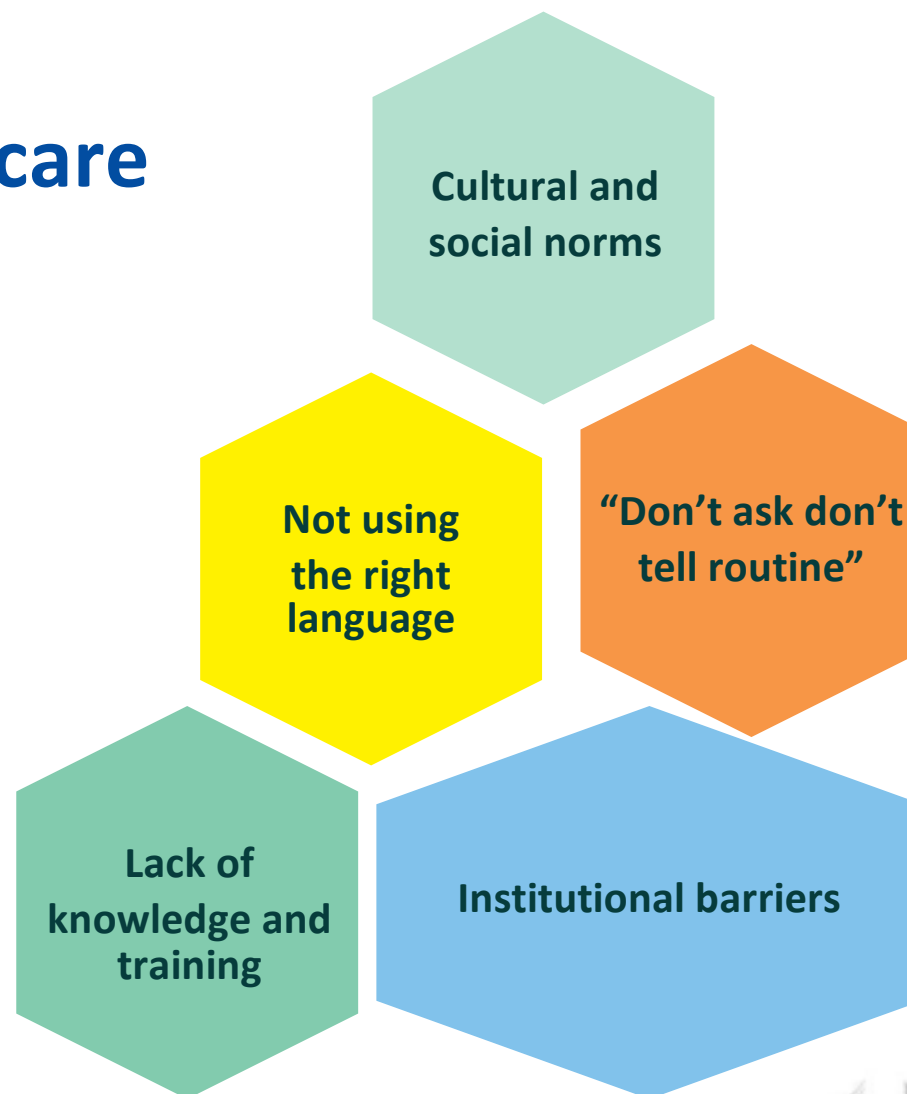 care
Cultural and
social norms
Not using
the right
language
“Don’t ask don’t
tell routine”
Lack of
knowledge and
training
Institutional barriers